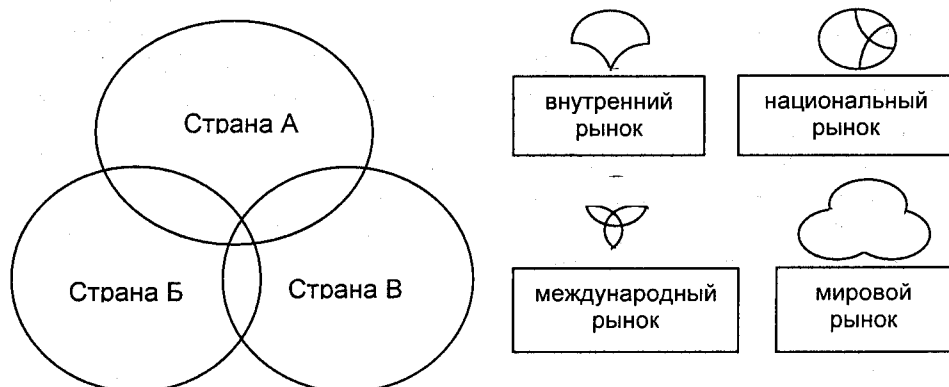 Страна А
Страна Б
Страна В
внутренний
рынок
национальный
рынок
международный
рынок
мировой
рынок